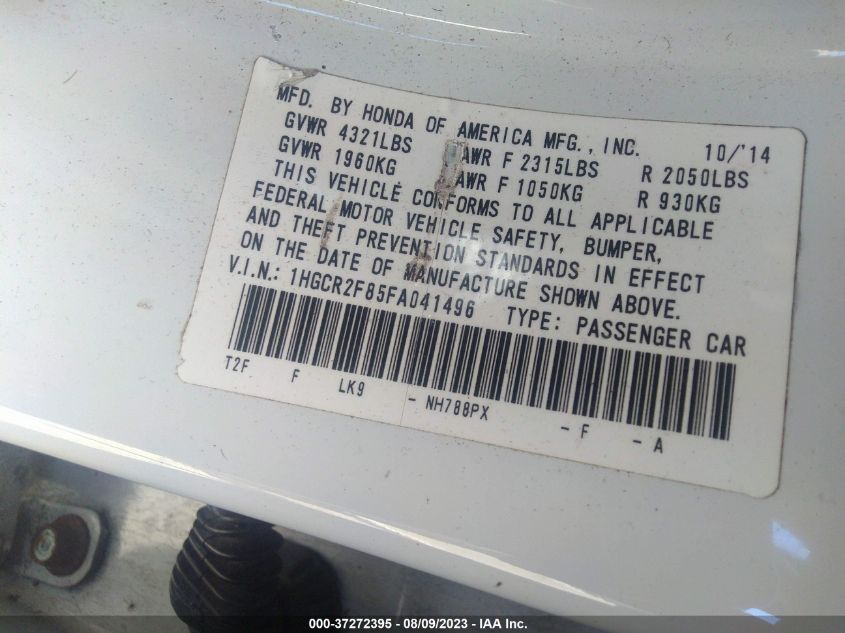 MFD. BY HONDA OF AMERICA MFG., INC. 10/'14
GVWR 4321LBS GAWR F 2315LBS R 2050LBS
GVWR 1960KG GAWR F 1050KG R 930KG
THIS VEHICLE CONFORMS TO ALL APPLICABLE
FEDERAL MOTOR VEHICLE SAFETY, BUMPER,
AND THEFT PREVENTION STANDARDS IN EFFECT
ON THE DATE OF MANUFACTURE SHOWN ABOVE.
V.I.N.: 1HGCR2F85FA041496 TYPE: PASSENGER CAR
T2F F LK9 - NH788PX - F - A
000-37272395 - 08/09/2023 - IAA Inc.